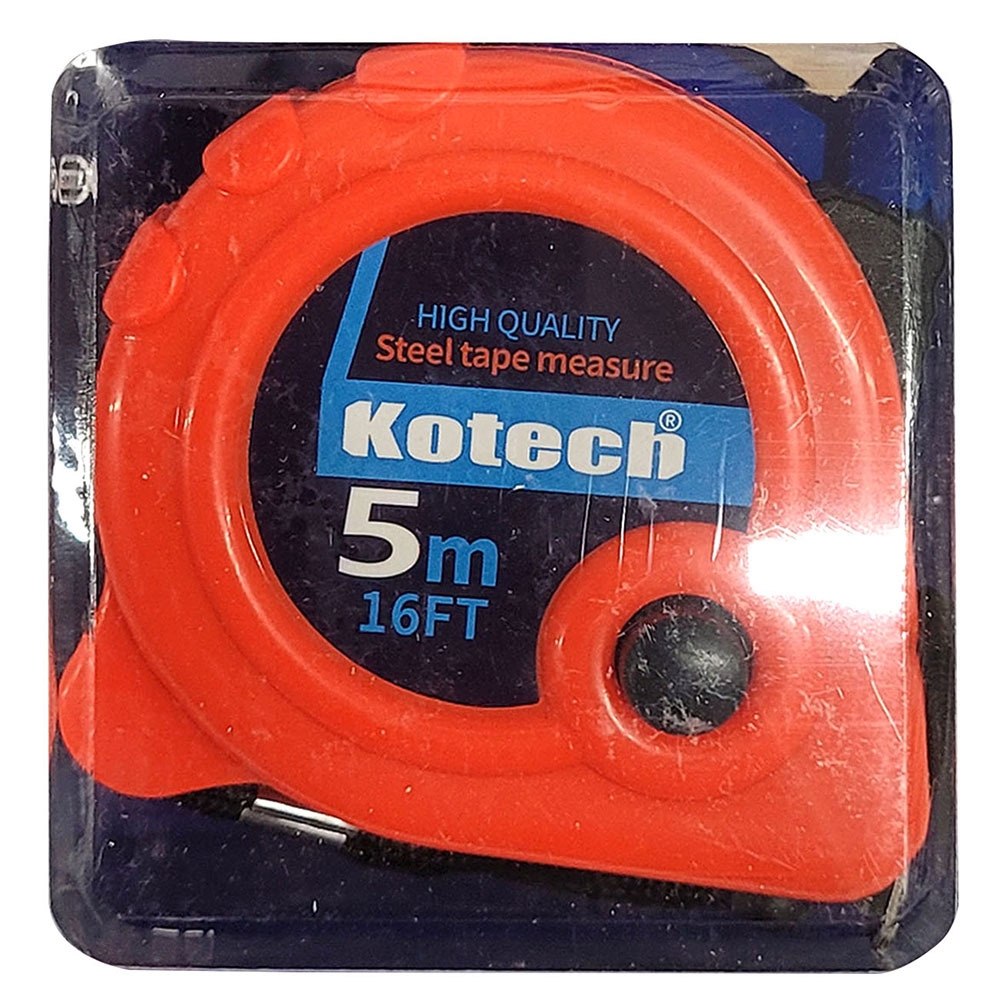 HIGH QUALITY
Steel tape measure
Kotech®
5m
16FT